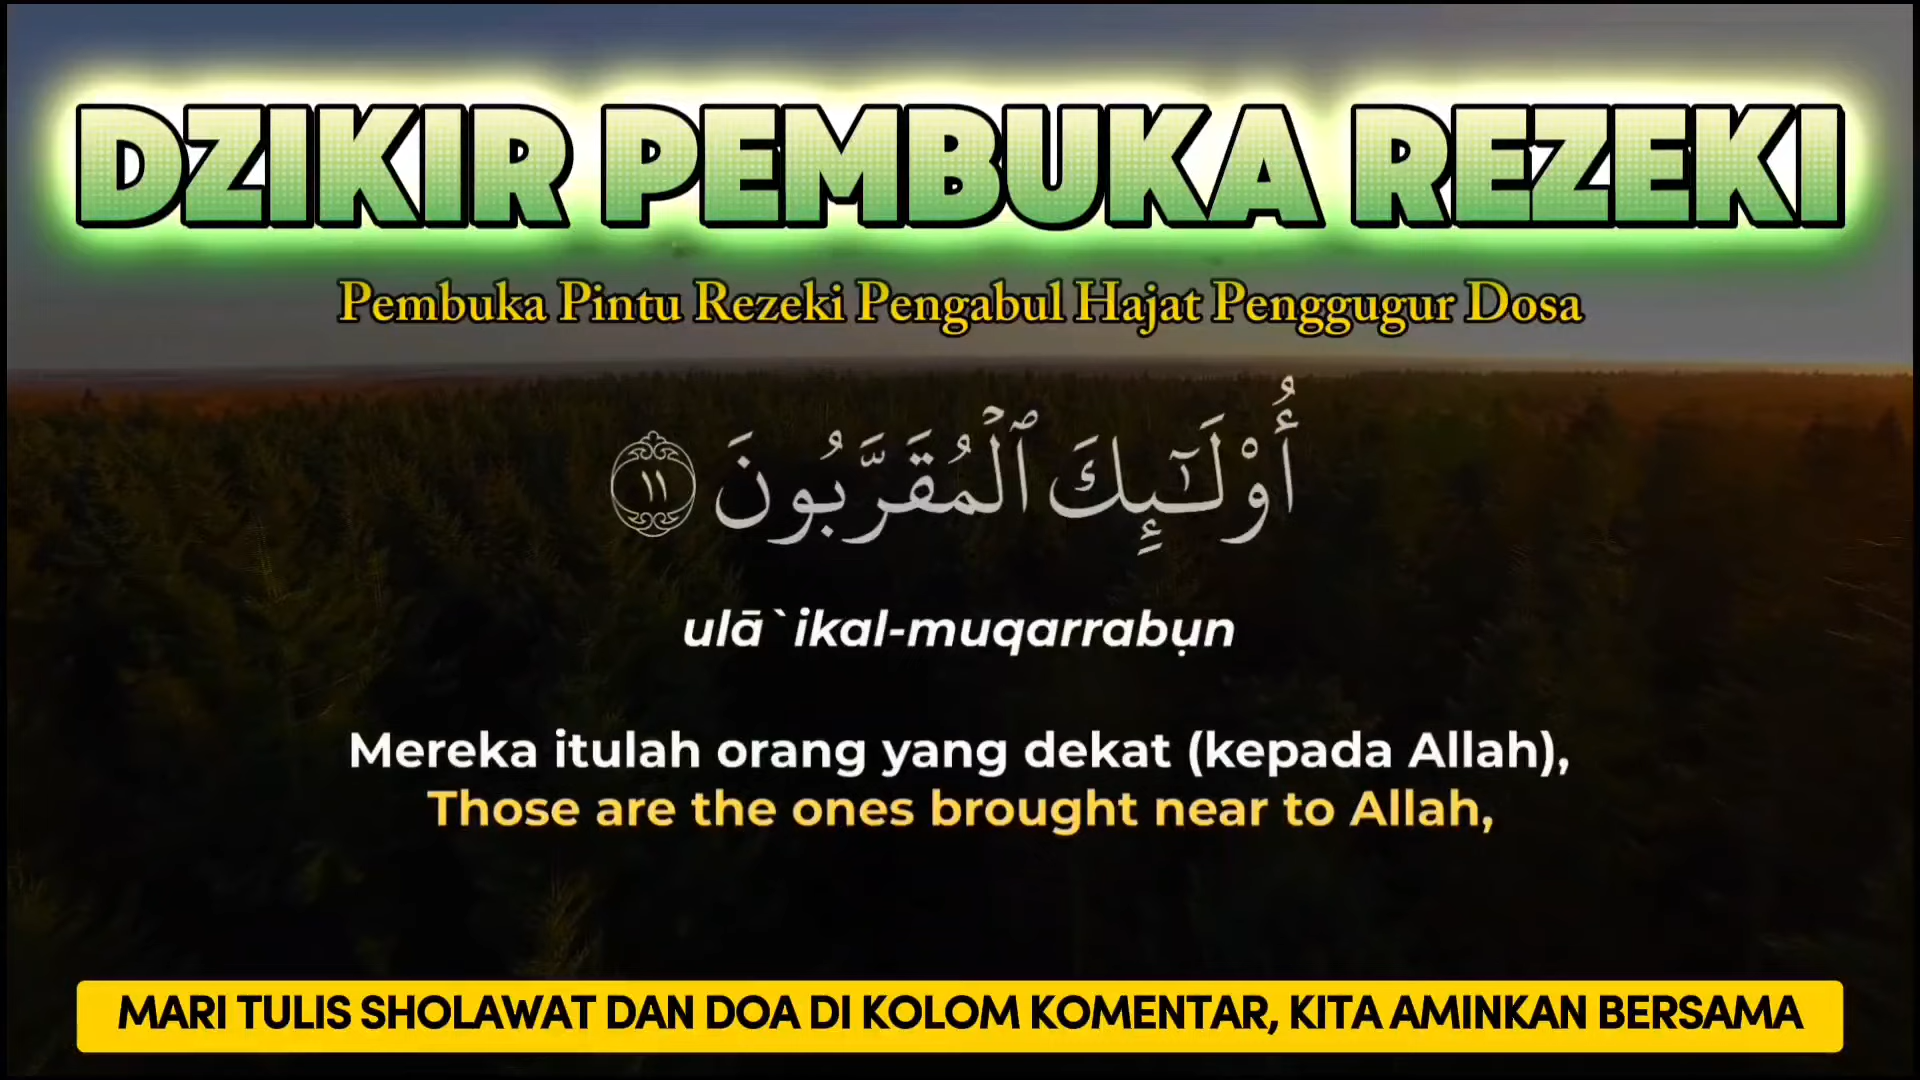 DZIKIR PEMBUKA REZEKI
Pembuka Pintu Rezeki Pengabul Hajat Penggugur Dosa
أُو۟لَـٰٓئِكَ ٱلْمُقَرَّبُونَ ١١
ulā`ikal-muqarrabụn
Mereka itulah orang yang dekat (kepada Allah),
Those are the ones brought near to Allah,
MARI TULIS SHOLAWAT DAN DOA DI KOLOM KOMENTAR, KITA AMINKAN BERSAMA